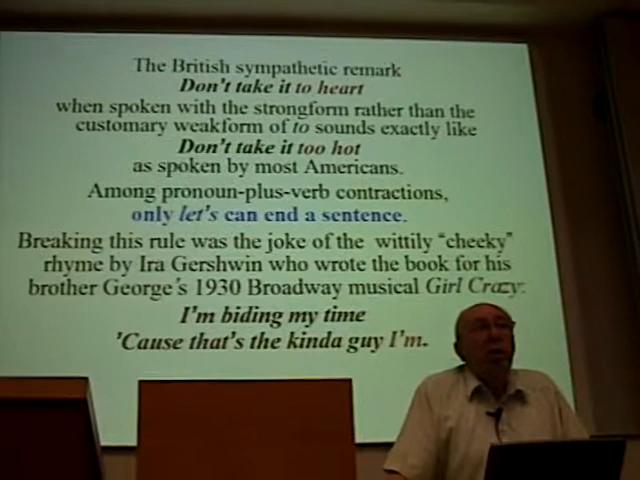 The British sympathetic remark
Don't take it to heart
when spoken with the strongform rather than the
customary weakform of to sounds exactly like
Don't take it too hot
as spoken by most Americans.
Among pronoun-plus-verb contractions,
only let's can end a sentence.
Breaking this rule was the joke of the wittily "cheeky"
rhyme by Ira Gershwin who wrote the book for his
brother George's 1930 Broadway musical Girl Crazy:
I'm biding my time
'Cause that's the kinda guy I'm.